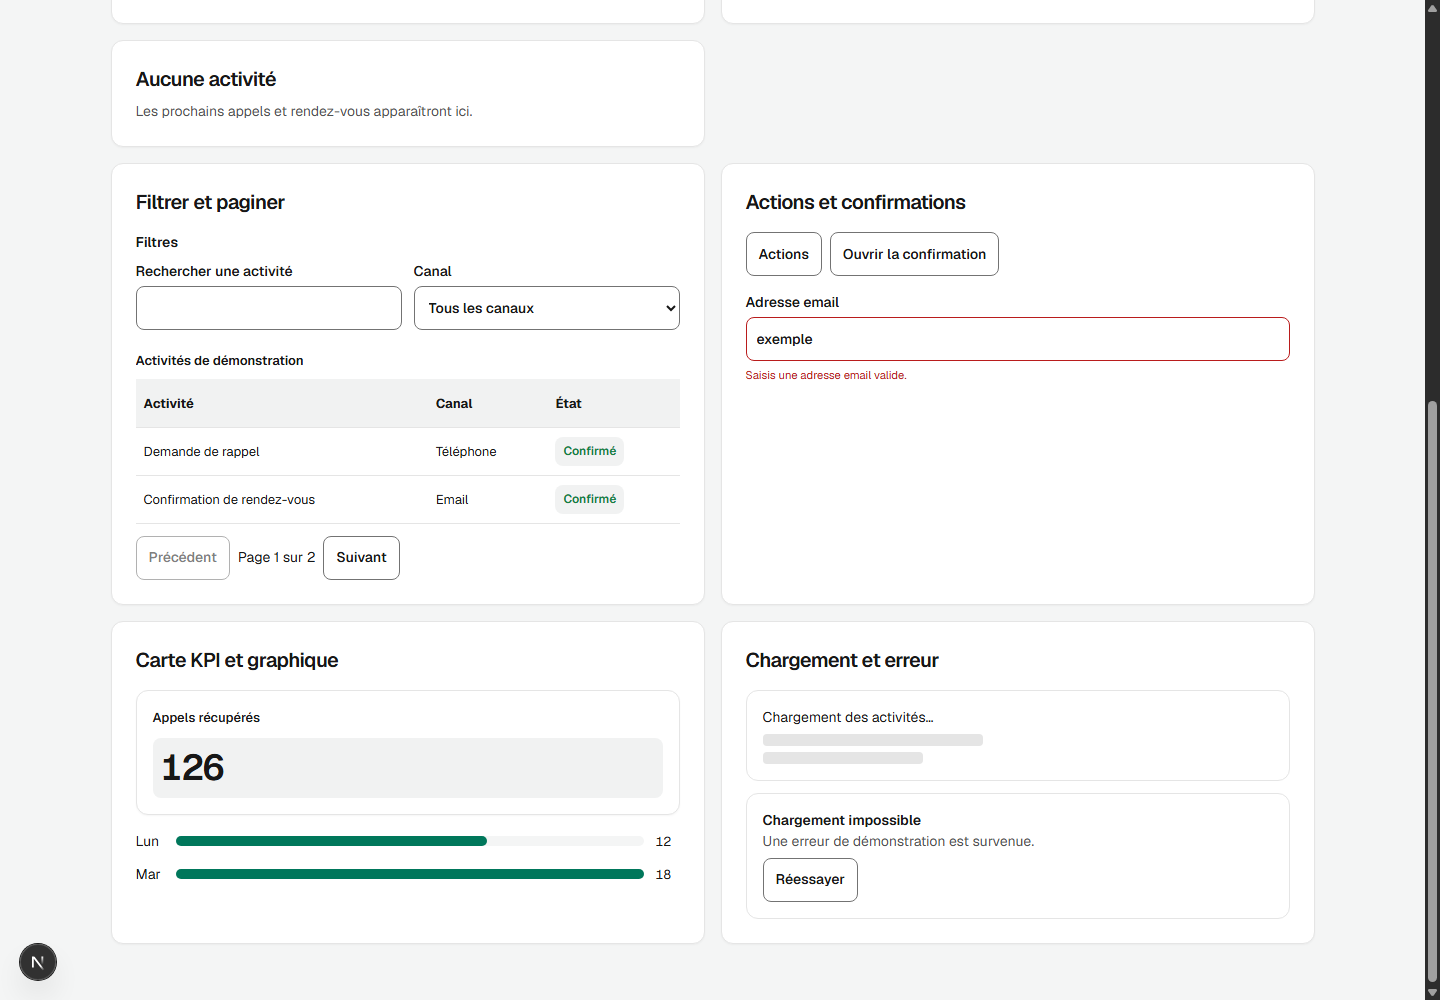 Aucune activité
Les prochains appels et rendez-vous apparaîtront ici.
Filtrer et paginer
Filtres
Rechercher une activité
Canal
Tous les canaux
Activités de démonstration
Activité Canal État
Demande de rappel Téléphone Confirmé
Confirmation de rendez-vous Email Confirmé
Précédent Page 1 sur 2 Suivant
Actions et confirmations
Actions Ouvrir la confirmation
Adresse email
exemple
Saisis une adresse email valide.
Carte KPI et graphique
Appels récupérés
126
Lun 12
Mar 18
Chargement et erreur
Chargement des activités…
Chargement impossible
Une erreur de démonstration est survenue.
Réessayer
N